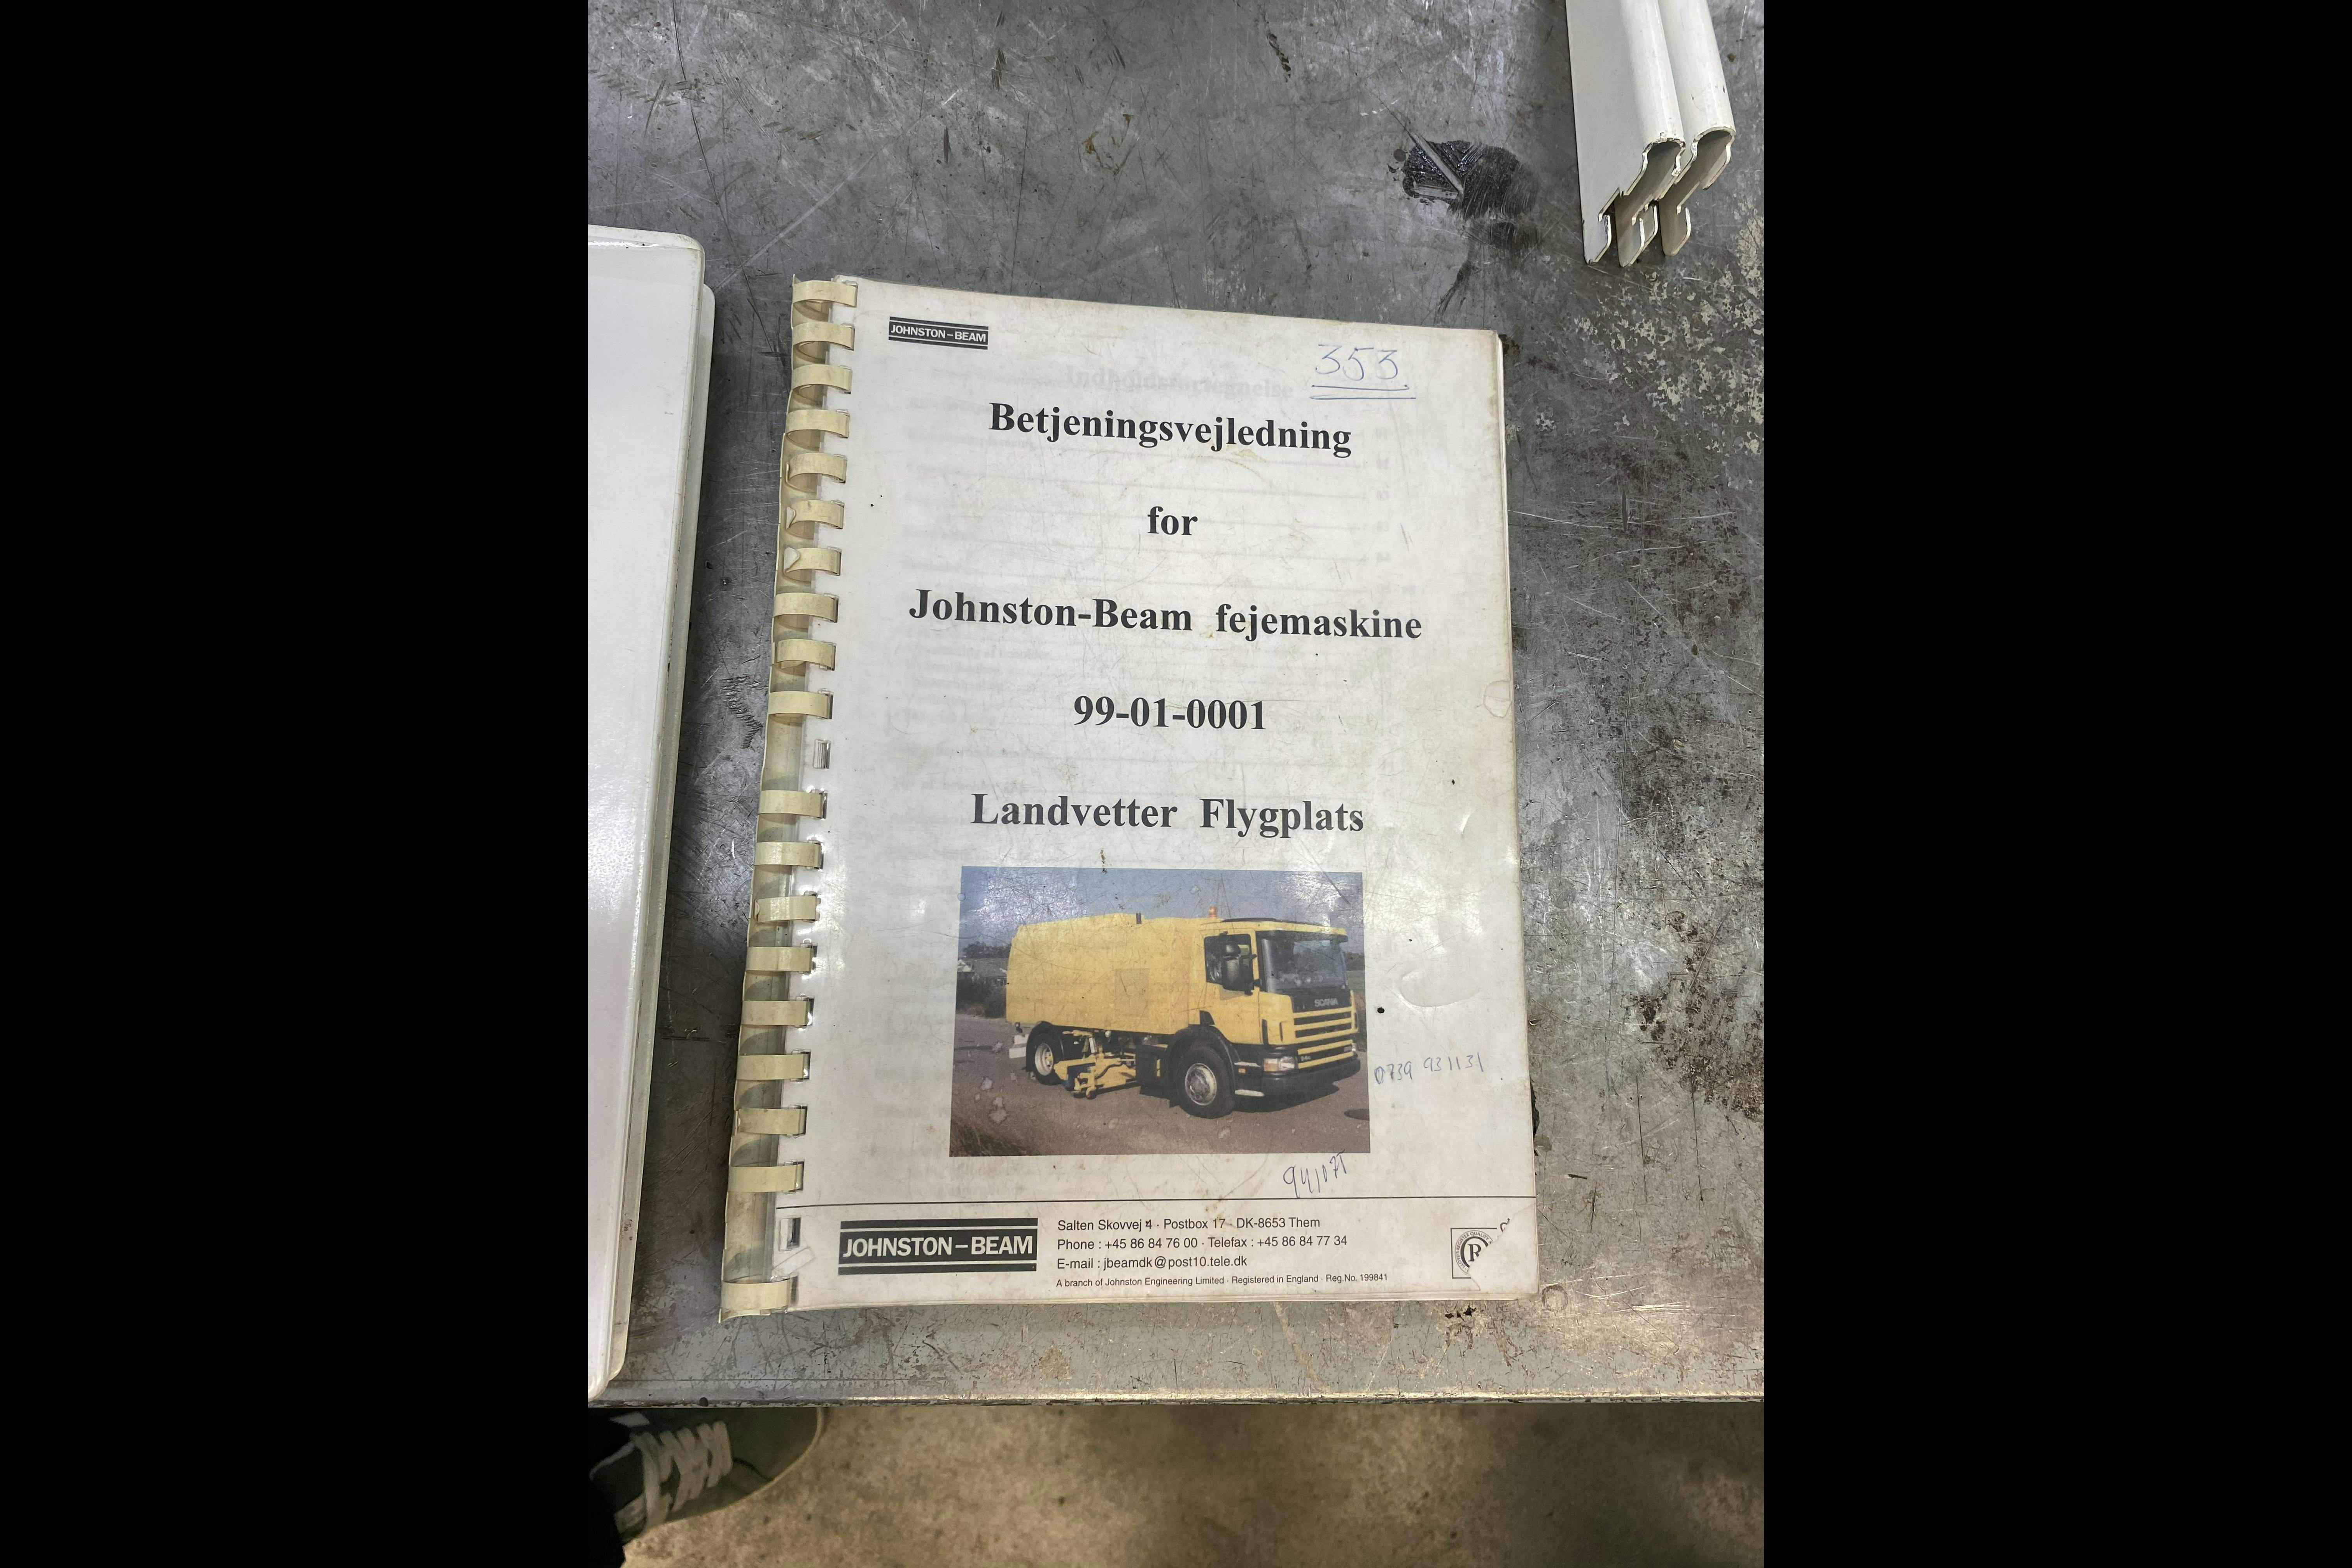 JOHNSTON-BEAM
353.
Indholdsfortegnelse
Betjeningsvejledning
for
Johnston-Beam fejemaskine
99-01-0001
Landvetter Flygplats
SCANIA
0739 931131
JOHNSTON-BEAM
Salten Skovvej 4 · Postbox 17 · DK-8653 Them
Phone : +45 86 84 76 00 · Telefax : +45 86 84 77 34
E-mail : jbeamdk@post10.tele.dk
A branch of Johnston Engineering Limited · Registered in England · Reg.No. 199841